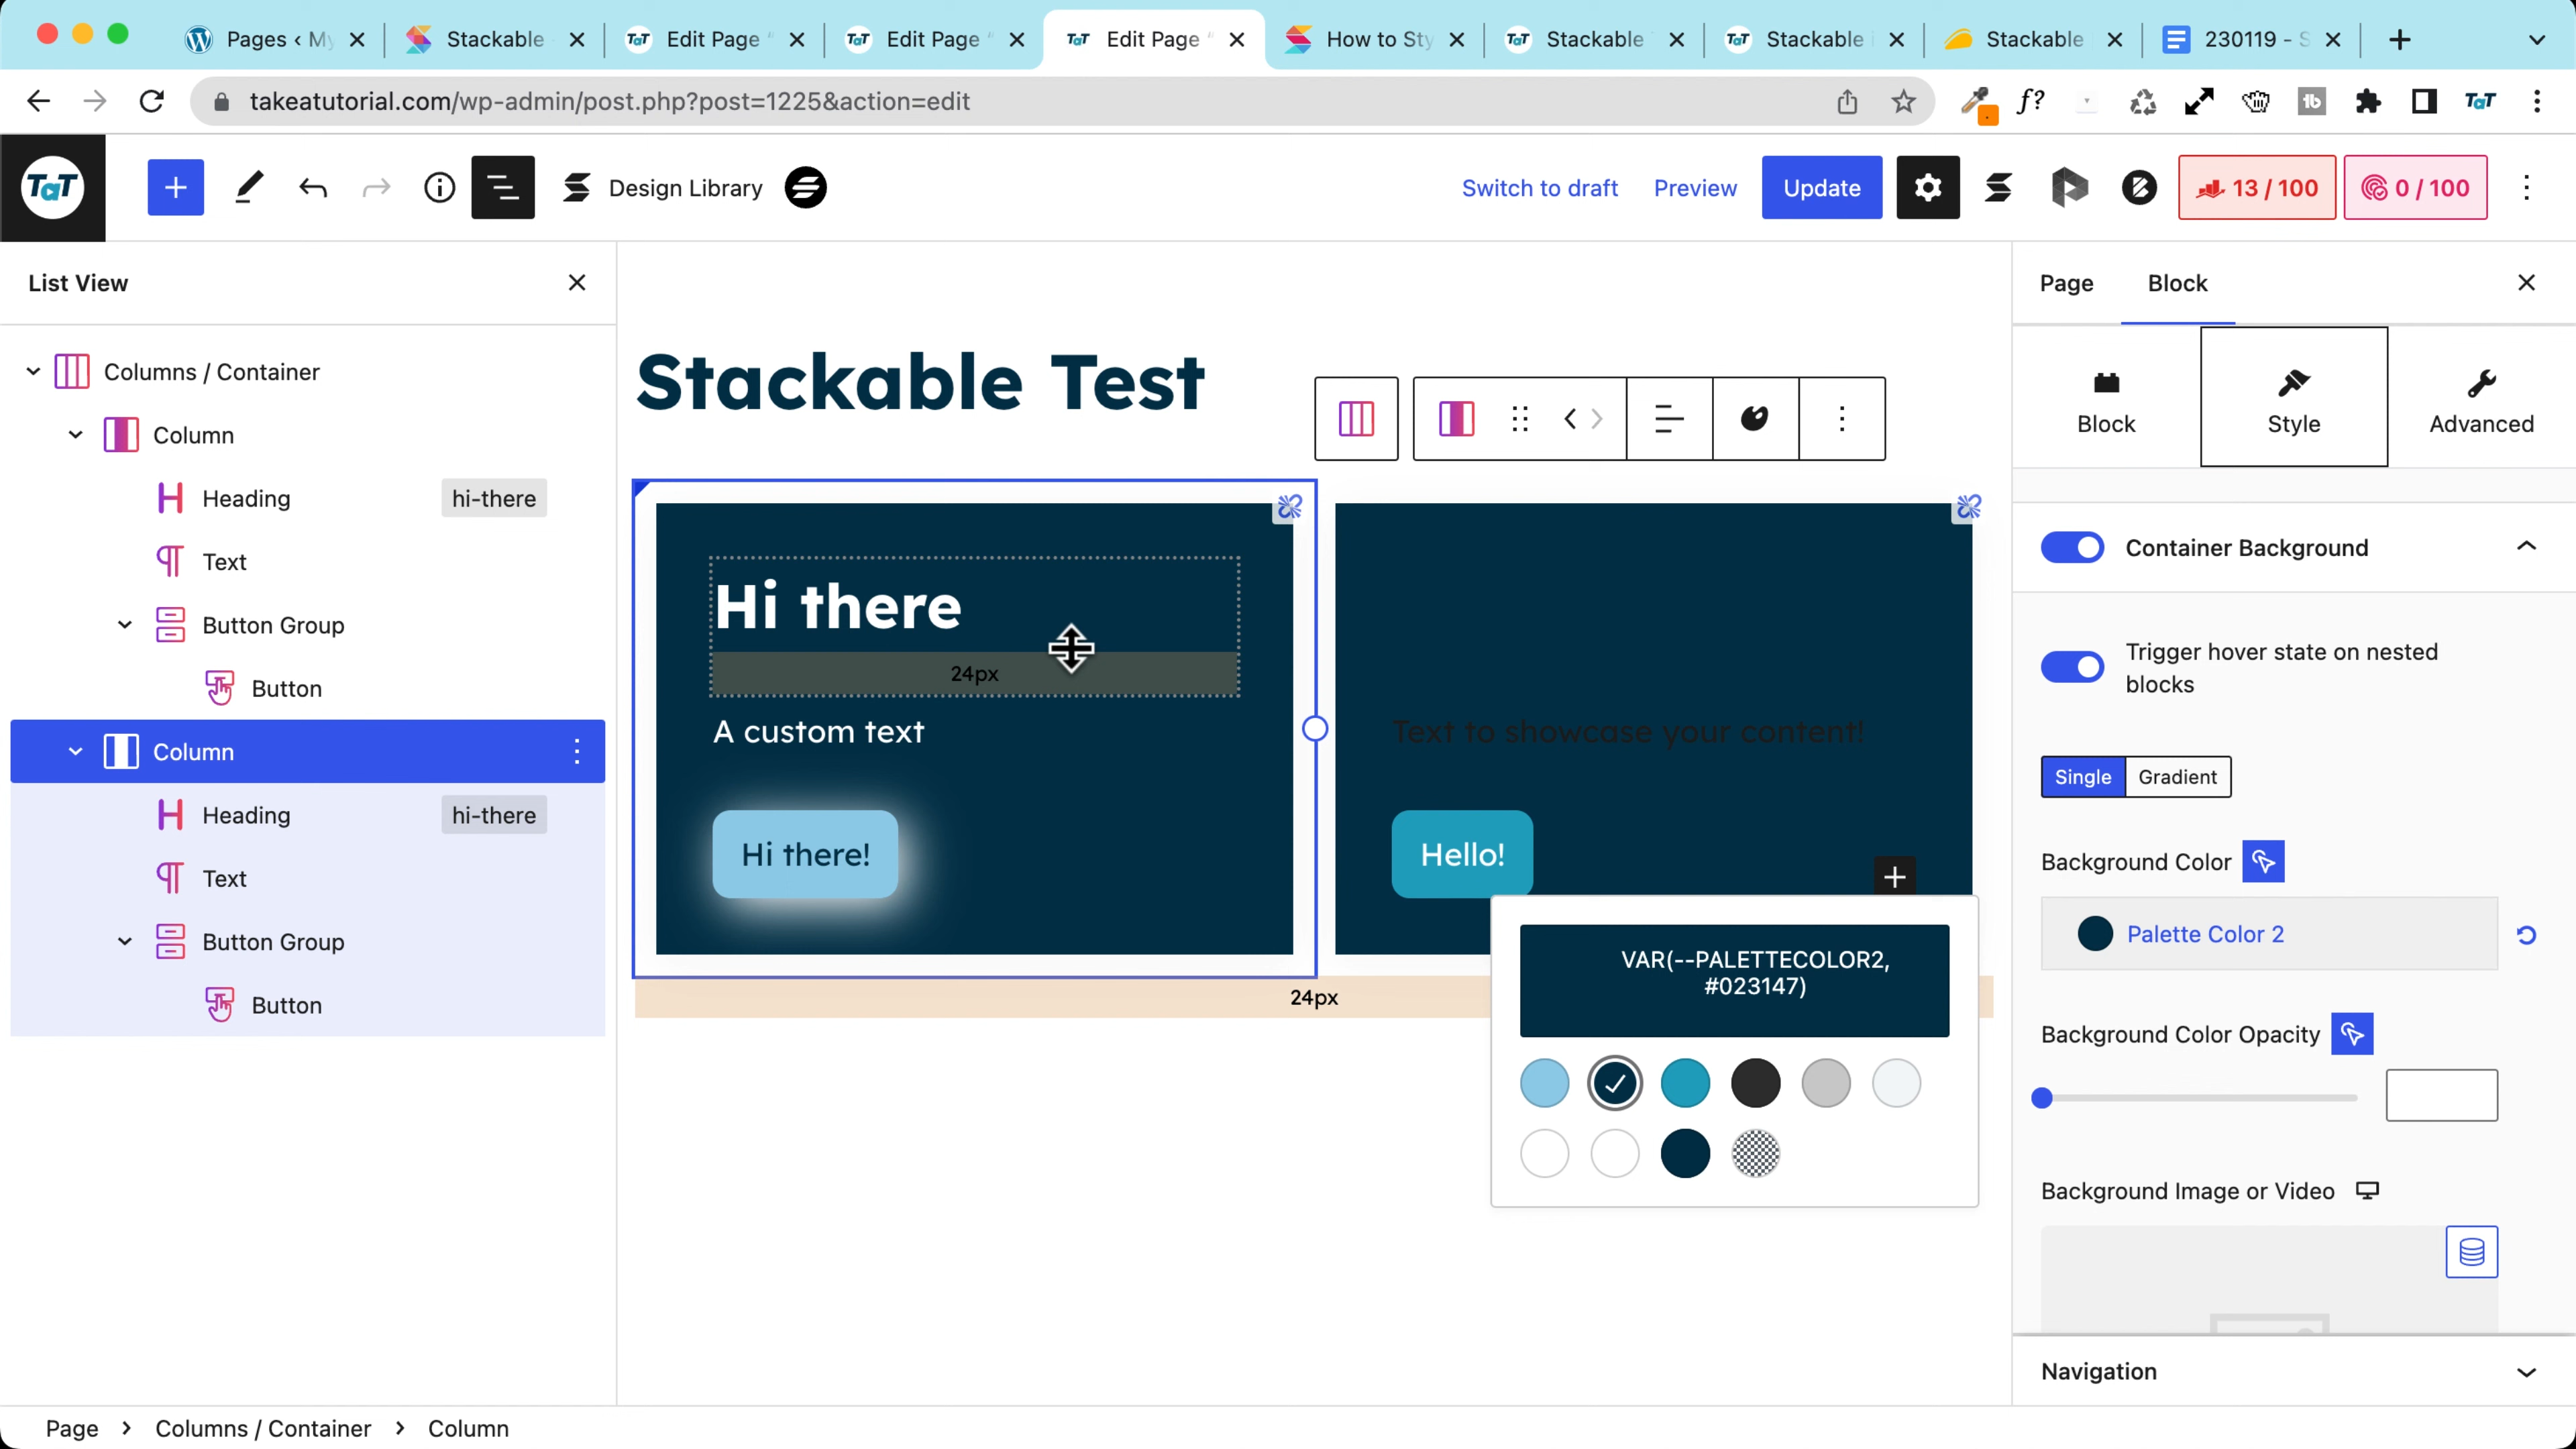 Pages ‹ My
Stackable
Edit Page "
Edit Page "
Edit Page "
How to Sty
Stackable
Stackable
Stackable
230119 - S
takeatutorial.com/wp-admin/post.php?post=1225&action=edit
f?
tb
TaT
TaT
Design Library
Switch to draft
Preview
Update
13 / 100
0 / 100
List View
Page
Block
Columns / Container
Column
Heading
hi-there
Text
Button Group
Button
Column
Heading
hi-there
Text
Button Group
Button
Stackable Test
Hi there
24px
A custom text
Hi there!
Text to showcase your content!
Hello!
24px
VAR(--PALETTECOLOR2,
#023147)
Block
Style
Advanced
Container Background
Trigger hover state on nested
blocks
Single
Gradient
Background Color
Palette Color 2
Background Color Opacity
Background Image or Video
Navigation
Page › Columns / Container › Column